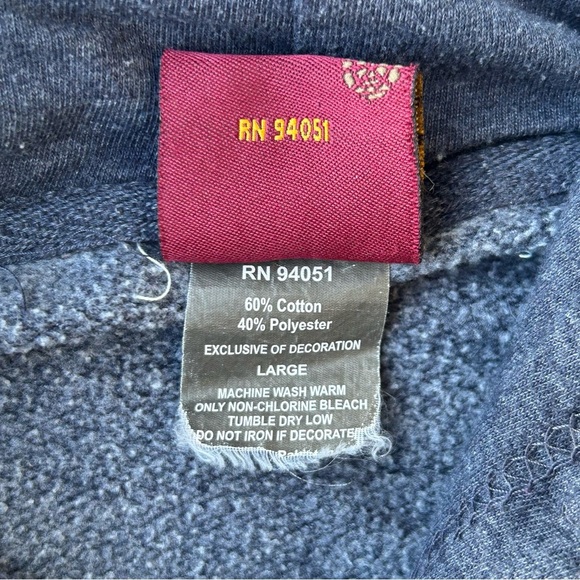 RN 94051
RN 94051
60% Cotton
40% Polyester
EXCLUSIVE OF DECORATION
LARGE
MACHINE WASH WARM
ONLY NON-CHLORINE BLEACH
TUMBLE DRY LOW
DO NOT IRON IF DECORATE